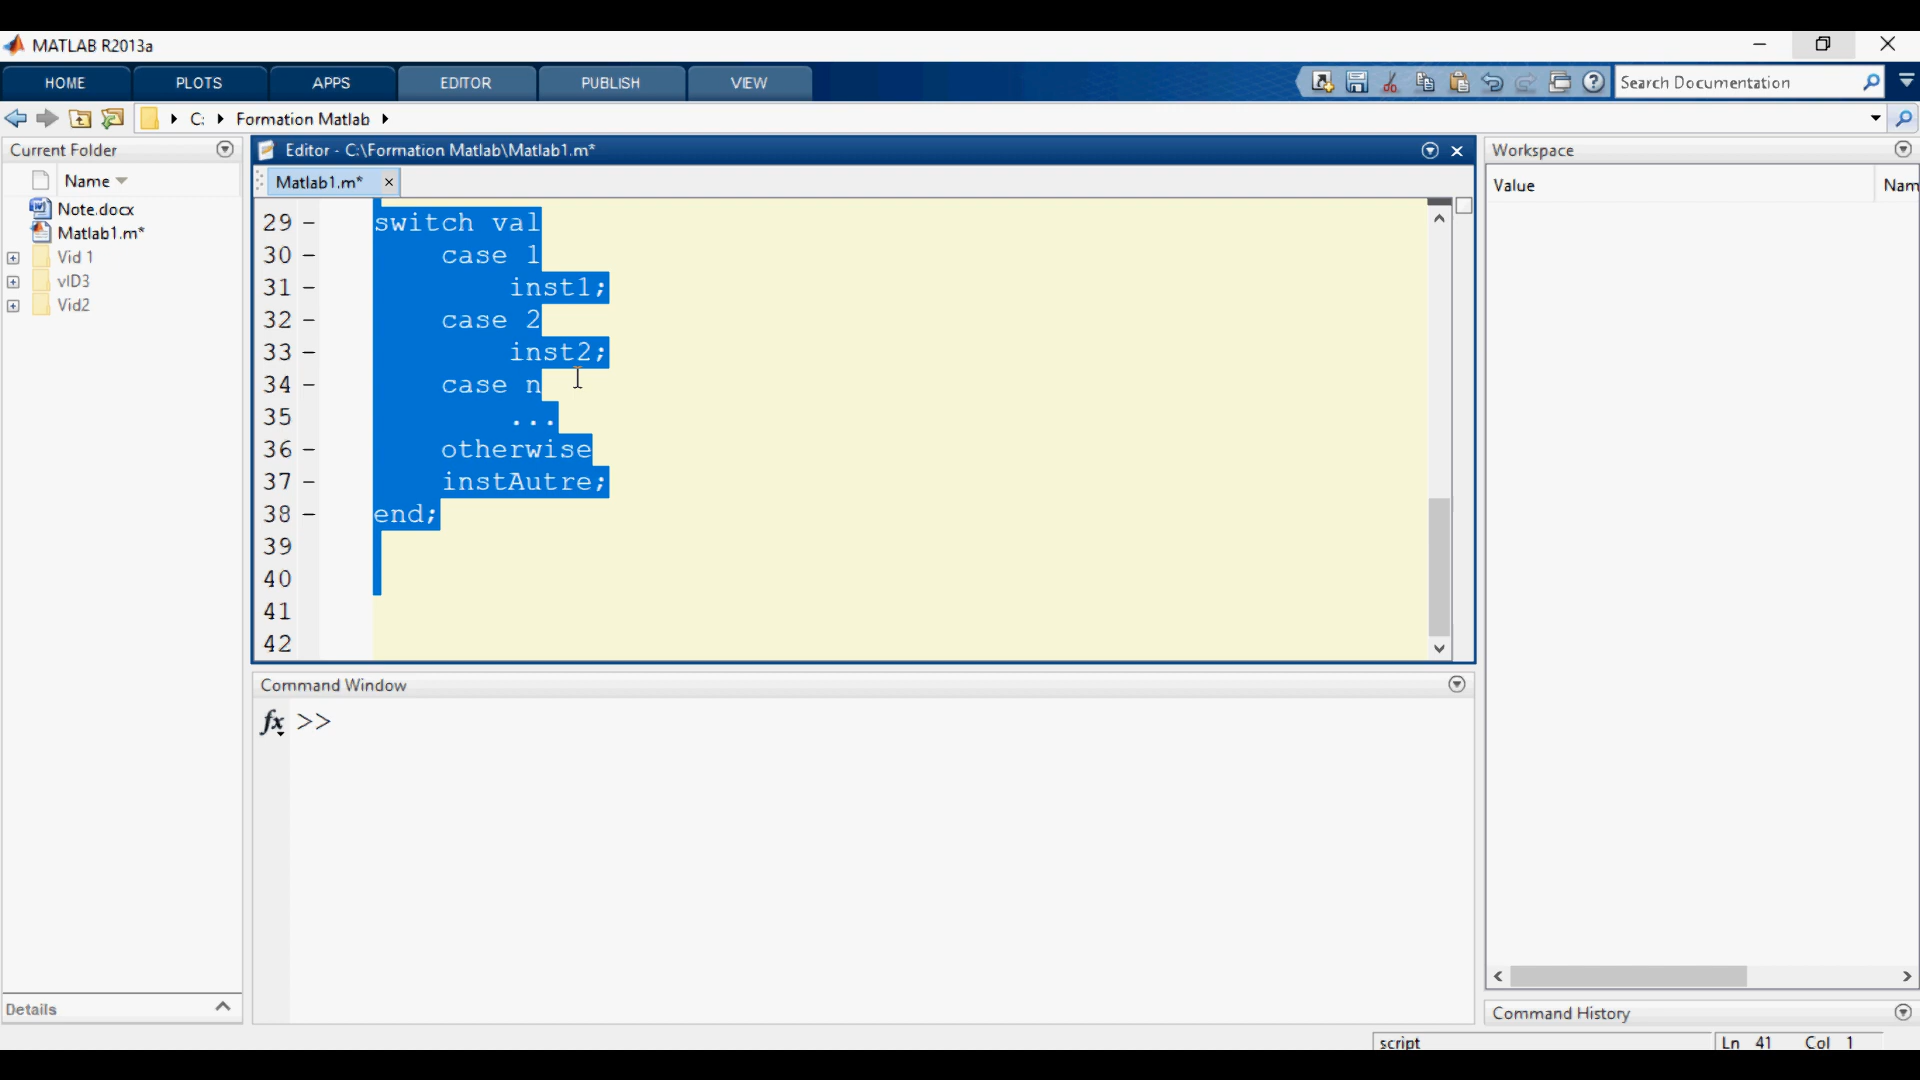 MATLAB R2013a
HOME
PLOTS
APPS
EDITOR
PUBLISH
VIEW
Search Documentation
C:
Formation Matlab
Current Folder
Name
Note.docx
Matlab1.m*
Vid 1
vID3
Vid2
Details
Editor - C:\Formation Matlab\Matlab1.m*
Matlab1.m*
29 - switch val
30 - case 1
31 - inst1;
32 - case 2
33 - inst2;
34 - case n
35 ...
36 - otherwise
37 - instAutre;
38 - end;
39
40
41
42
Command Window
fx >>
Workspace
Value Nam
Command History
script
Ln 41 Col 1